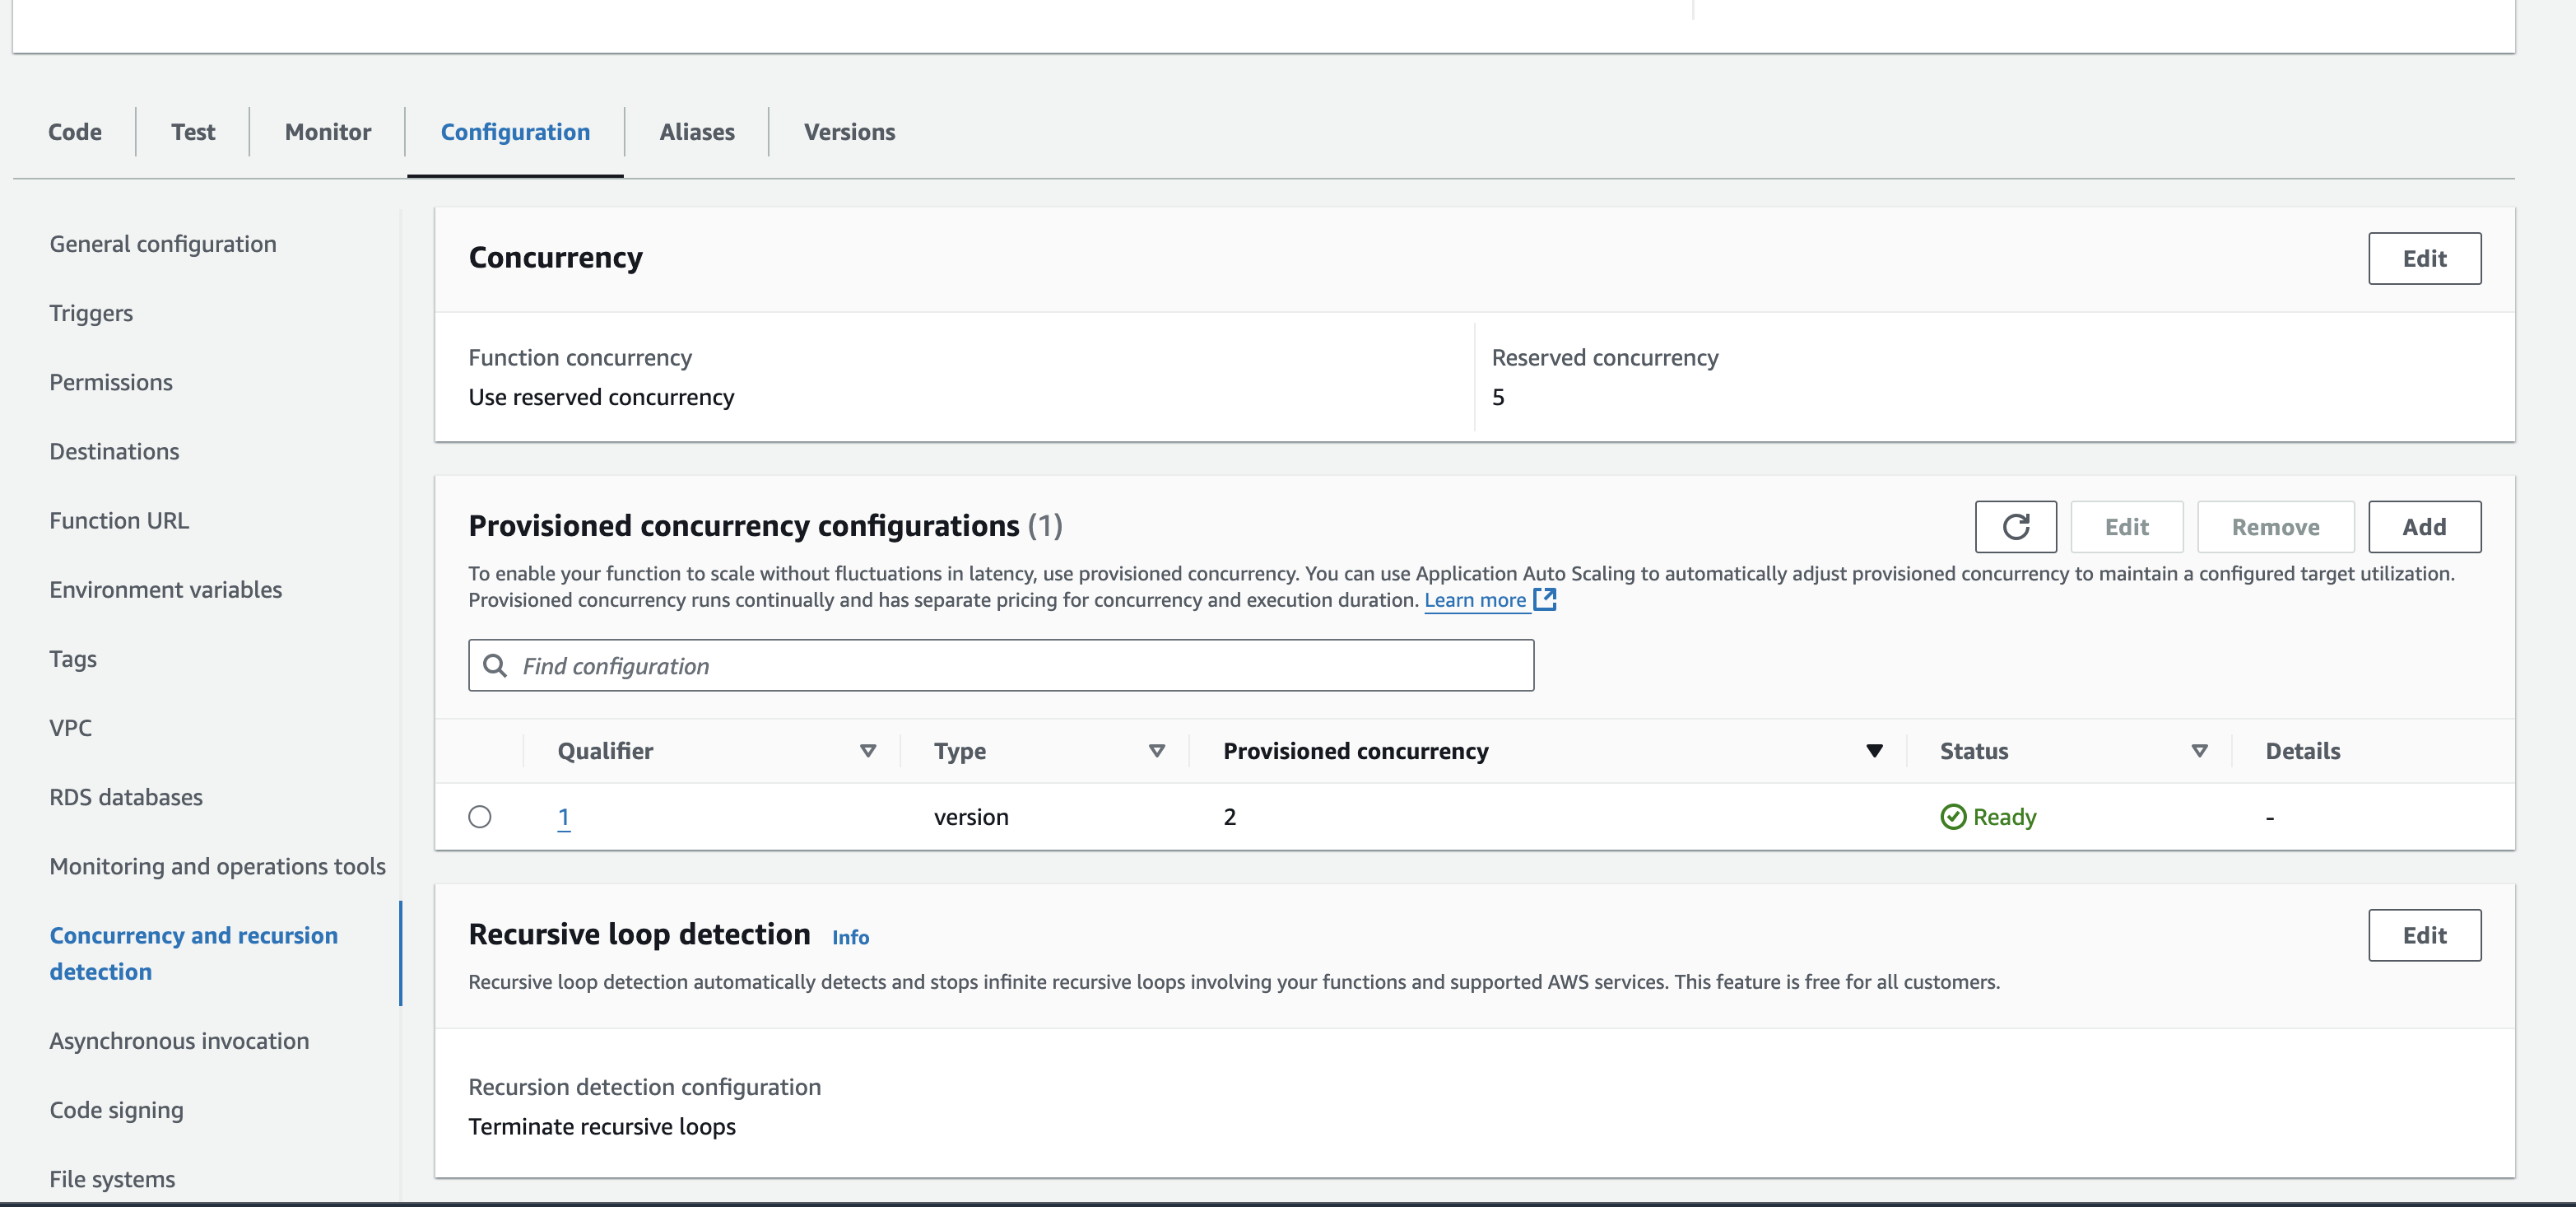 Code Test Monitor Configuration Aliases Versions
General configuration
Triggers
Permissions
Destinations
Function URL
Environment variables
Tags
VPC
RDS databases
Monitoring and operations tools
Concurrency and recursion
detection
Asynchronous invocation
Code signing
File systems
Concurrency
Edit
Function concurrency
Use reserved concurrency
Reserved concurrency
5
Provisioned concurrency configurations (1)
Edit Remove Add
To enable your function to scale without fluctuations in latency, use provisioned concurrency. You can use Application Auto Scaling to automatically adjust provisioned concurrency to maintain a configured target utilization.
Provisioned concurrency runs continually and has separate pricing for concurrency and execution duration. Learn more
Find configuration
Qualifier Type Provisioned concurrency Status Details
1 version 2 Ready -
Recursive loop detection Info
Edit
Recursive loop detection automatically detects and stops infinite recursive loops involving your functions and supported AWS services. This feature is free for all customers.
Recursion detection configuration
Terminate recursive loops